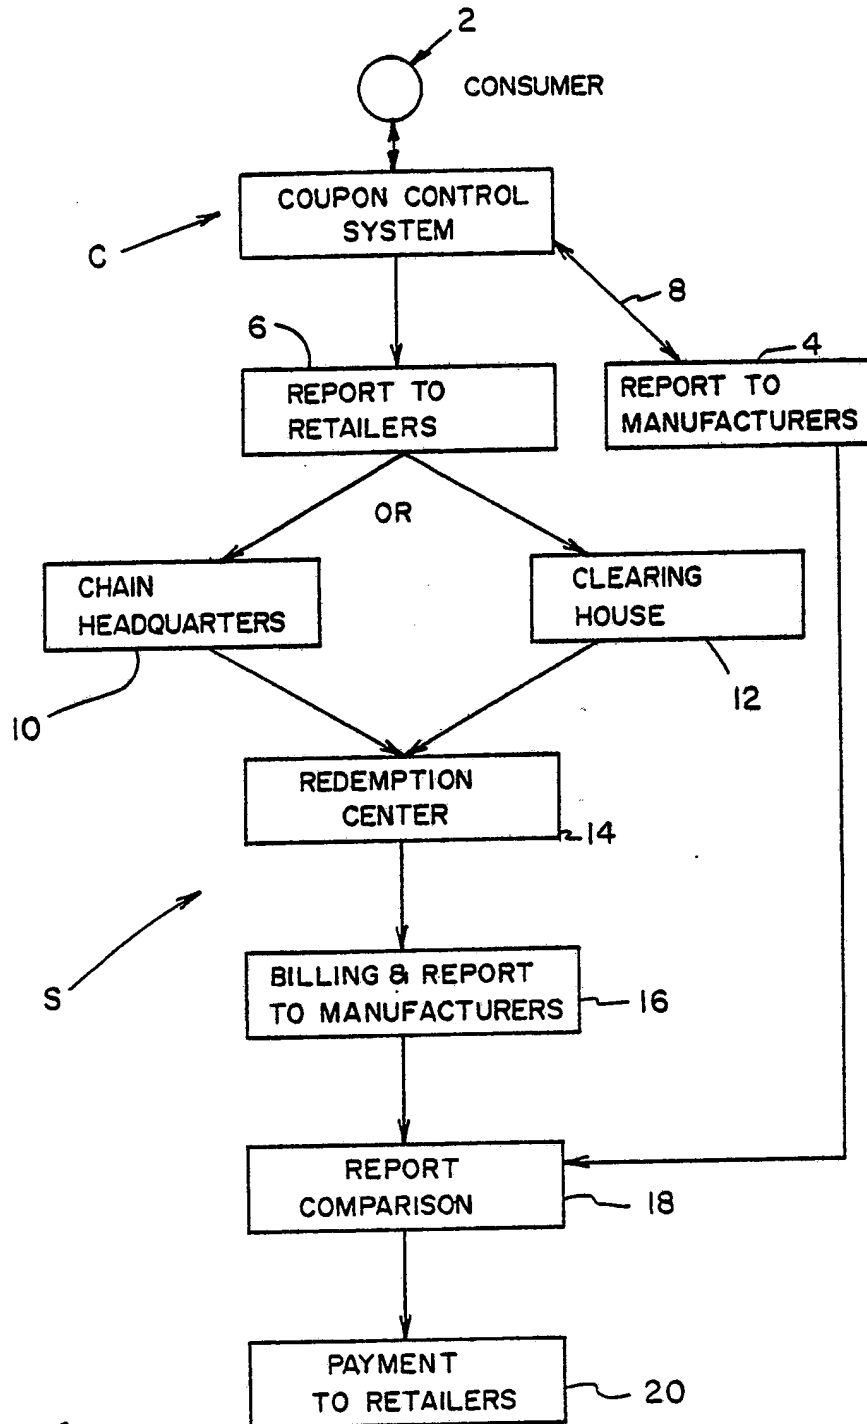 2
CONSUMER
COUPON CONTROL
SYSTEM
C
8
6
4
REPORT TO
RETAILERS
REPORT TO
MANUFACTURERS
OR
CHAIN
HEADQUARTERS
CLEARING
HOUSE
10
12
REDEMPTION
CENTER
14
S
BILLING & REPORT
TO MANUFACTURERS
16
REPORT
COMPARISON
18
PAYMENT
TO RETAILERS
20